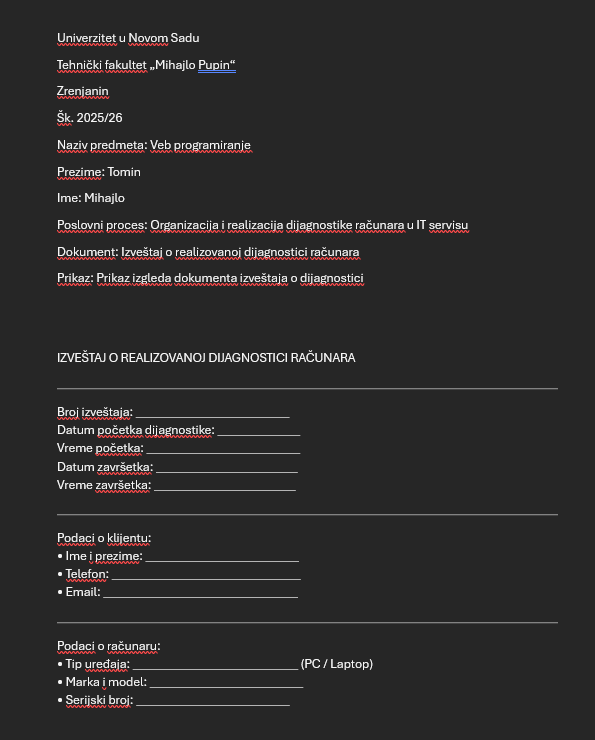 Univerzitet u Novom Sadu
Tehnički fakultet „Mihajlo Pupin“
Zrenjanin
Šk. 2025/26
Naziv predmeta: Veb programiranje
Prezime: Tomin
Ime: Mihajlo
Poslovni proces: Organizacija i realizacija dijagnostike računara u IT servisu
Dokument: Izveštaj o realizovanoj dijagnostici računara
Prikaz: Prikaz izgleda dokumenta izveštaja o dijagnostici
IZVEŠTAJ O REALIZOVANOJ DIJAGNOSTICI RAČUNARA
Broj izveštaja: ______________________
Datum početka dijagnostike: ____________
Vreme početka: ______________________
Datum završetka: ____________________
Vreme završetka: ____________________
Podaci o klijentu:
• Ime i prezime: ______________________
• Telefon: ___________________________
• Email: ____________________________
Podaci o računaru:
• Tip uređaja: ________________________ (PC / Laptop)
• Marka i model: ______________________
• Serijski broj: ______________________